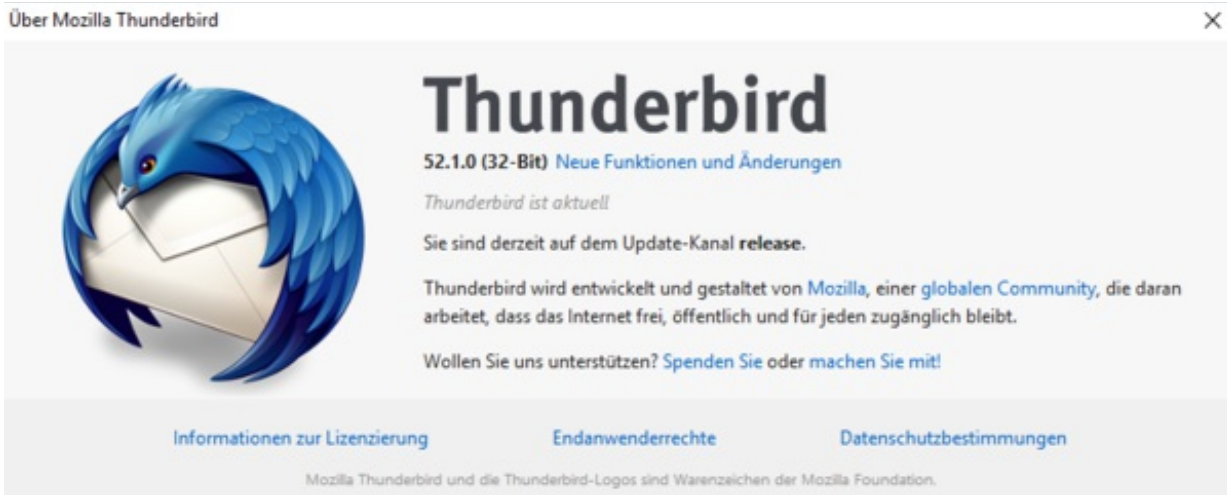 Über Mozilla Thunderbird
Thunderbird
52.1.0 (32-Bit) Neue Funktionen und Änderungen
Thunderbird ist aktuell
Sie sind derzeit auf dem Update-Kanal release.
Thunderbird wird entwickelt und gestaltet von Mozilla, einer globalen Community, die daran
arbeitet, dass das Internet frei, öffentlich und für jeden zugänglich bleibt.
Wollen Sie uns unterstützen? Spenden Sie oder machen Sie mit!
Informationen zur Lizenzierung Endanwenderrechte Datenschutzbestimmungen
Mozilla Thunderbird und die Thunderbird-Logos sind Warenzeichen der Mozilla Foundation.